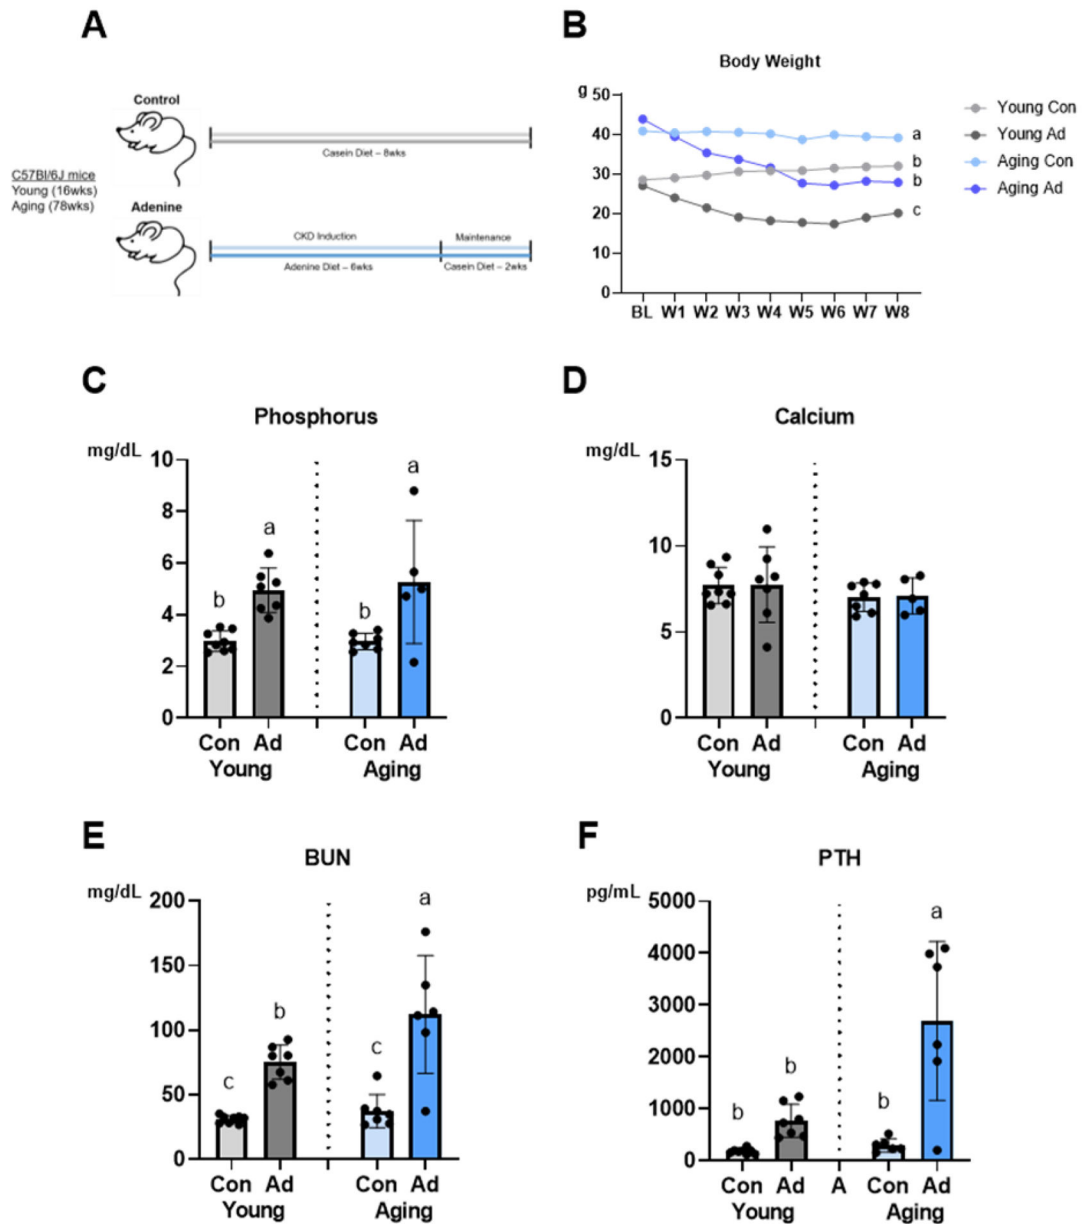 A
Control
Casein Diet – 8wks
C57Bl/6J mice
Young (16wks)
Aging (78wks)
Adenine
CKD Induction
Maintenance
Adenine Diet – 6wks
Casein Diet – 2wks
B
Body Weight
g
50
40
30
20
10
0
BL W1 W2 W3 W4 W5 W6 W7 W8
a
b
b
c
Young Con
Young Ad
Aging Con
Aging Ad
C
Phosphorus
mg/dL
10
8
6
4
2
0
b
a
b
a
Con Ad Con Ad
Young Aging
D
Calcium
mg/dL
15
10
5
0
Con Ad Con Ad
Young Aging
E
BUN
mg/dL
200
150
100
50
0
c
b
c
a
Con Ad Con Ad
Young Aging
F
PTH
pg/mL
5000
4000
3000
2000
1000
0
b
b
b
a
Con Ad A Con Ad
Young Aging